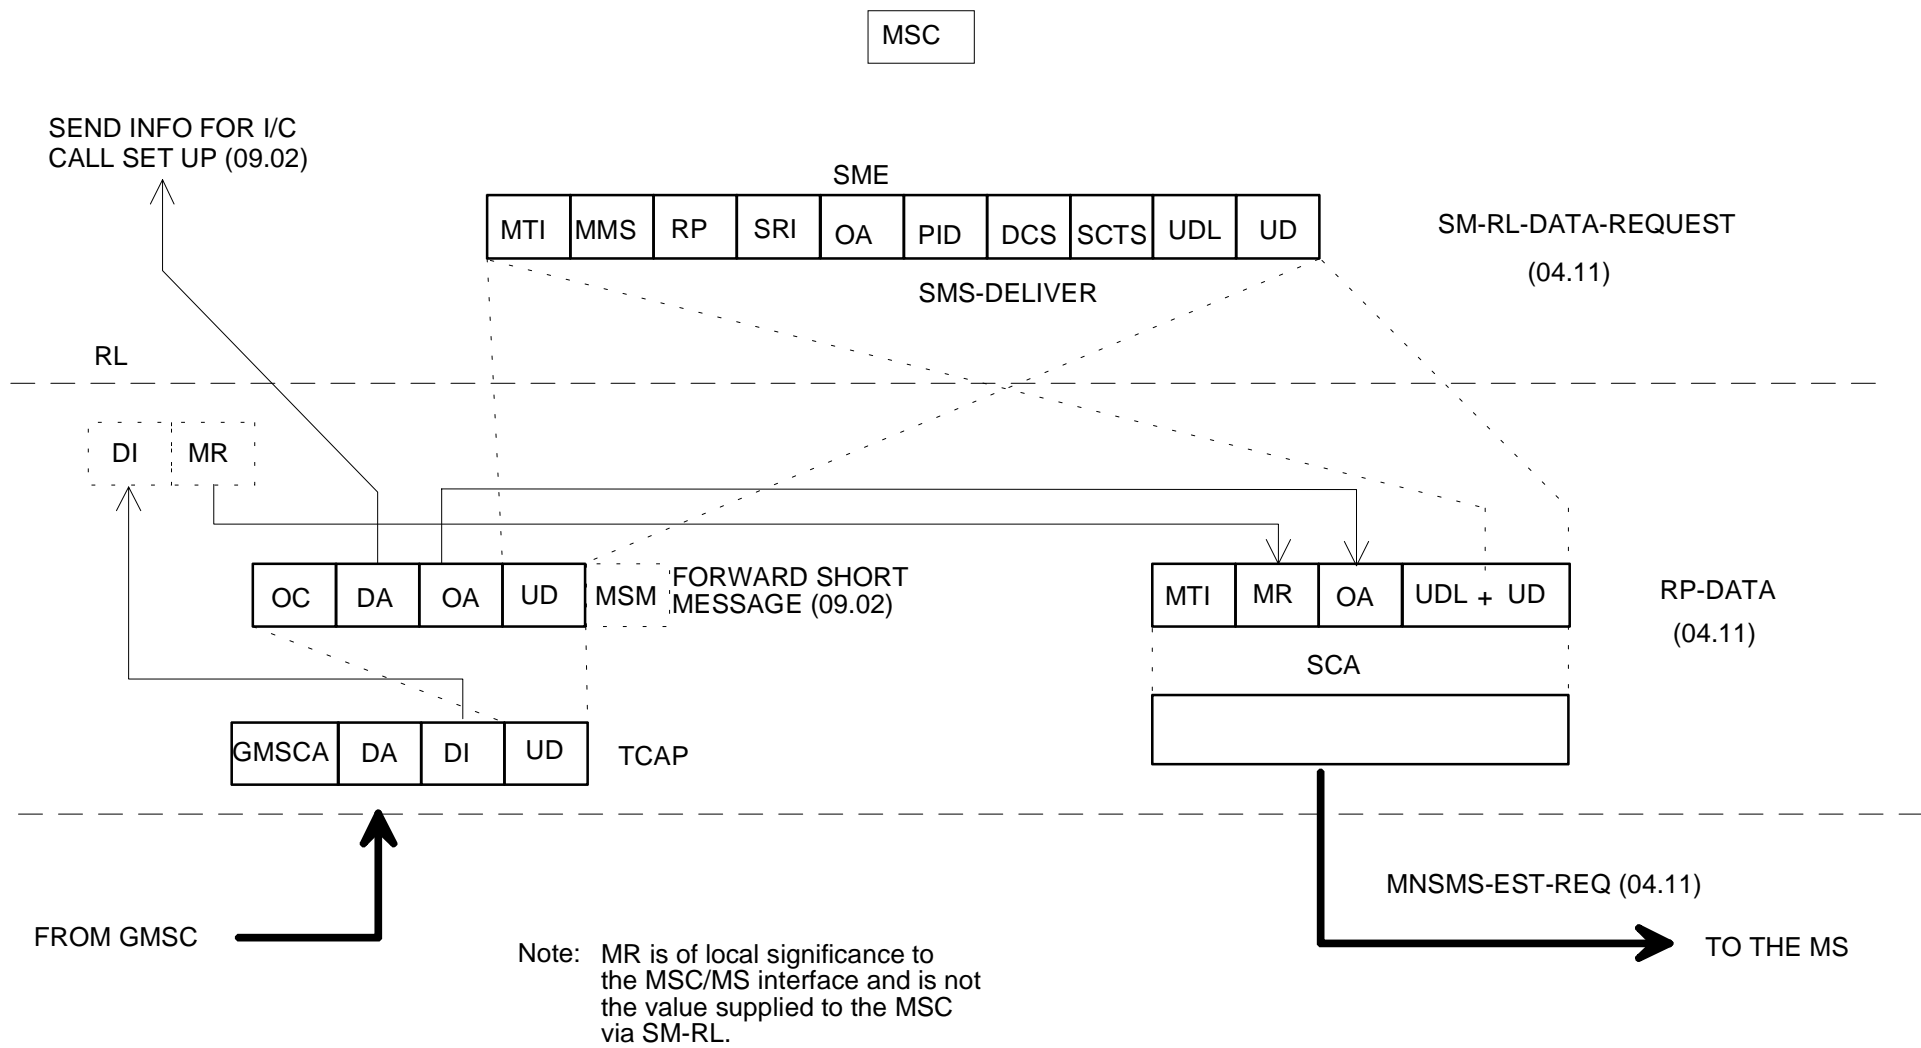 MSC
SEND INFO FOR I/C
CALL SET UP (09.02)
SME
MTI MMS RP SRI OA PID DCS SCTS UDL UD
SM-RL-DATA-REQUEST
(04.11)
SMS-DELIVER
RL
DI MR
OC DA OA UD MSM
FORWARD SHORT
MESSAGE (09.02)
MTI MR OA UDL + UD
RP-DATA
(04.11)
SCA
GMSCA DA DI UD
TCAP
MNSMS-EST-REQ (04.11)
FROM GMSC
TO THE MS
Note: MR is of local significance to
the MSC/MS interface and is not
the value supplied to the MSC
via SM-RL.